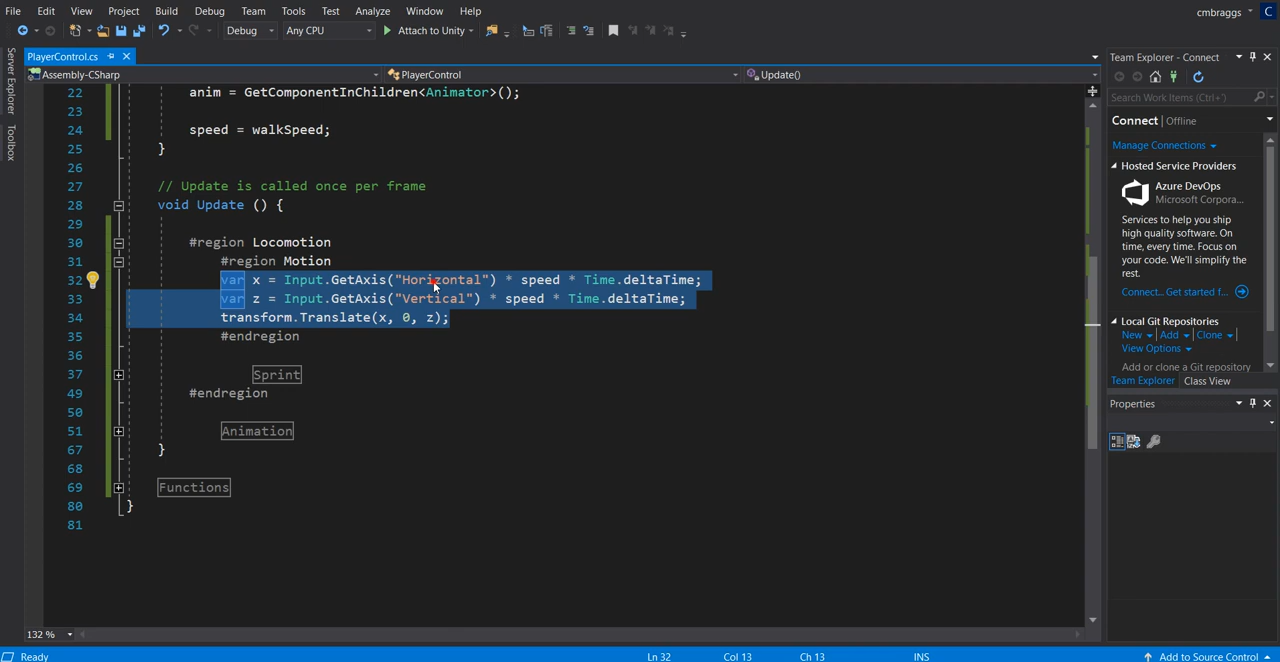 File Edit View Project Build Debug Team Tools Test Analyze Window Help
cmbraggs C
Debug Any CPU Attach to Unity
PlayerControl.cs
Assembly-CSharp PlayerControl Update()
Server Explorer
Toolbox
22 anim = GetComponentInChildren<Animator>();
23
24 speed = walkSpeed;
25 }
26
27 // Update is called once per frame
28 void Update () {
29
30 #region Locomotion
31 #region Motion
32 var x = Input.GetAxis("Horizontal") * speed * Time.deltaTime;
33 var z = Input.GetAxis("Vertical") * speed * Time.deltaTime;
34 transform.Translate(x, 0, z);
35 #endregion
36
37 Sprint
49 #endregion
50
51 Animation
67 }
68
69 Functions
80 }
81
132 %
Team Explorer - Connect
Search Work Items (Ctrl+')
Connect | Offline
Manage Connections
Hosted Service Providers
Azure DevOps
Microsoft Corpora...
Services to help you ship
high quality software. On
time, every time. Focus on
your code. We'll simplify the
rest.
Connect... Get started f...
Local Git Repositories
New Add Clone
View Options
Add or clone a Git repository
Team Explorer Class View
Properties
Ready Ln 32 Col 13 Ch 13 INS Add to Source Control